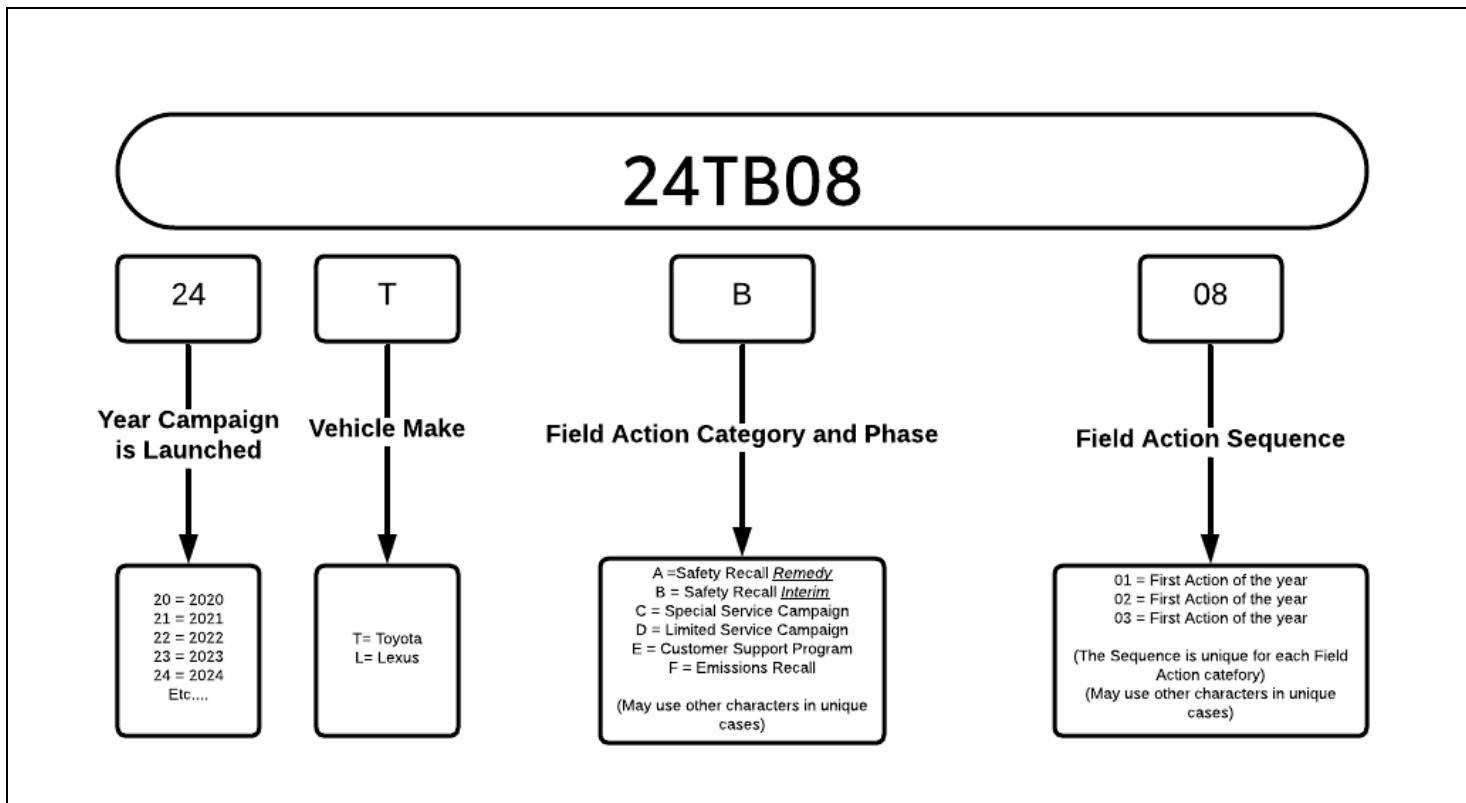 24TB08
24
T
B
08
Year Campaign
is Launched
Vehicle Make
Field Action Category and Phase
Field Action Sequence
20 = 2020
21 = 2021
22 = 2022
23 = 2023
24 = 2024
Etc....
T= Toyota
L= Lexus
A =Safety Recall Remedy
B = Safety Recall Interim
C = Special Service Campaign
D = Limited Service Campaign
E = Customer Support Program
F = Emissions Recall
(May use other characters in unique
cases)
01 = First Action of the year
02 = First Action of the year
03 = First Action of the year
(The Sequence is unique for each Field
Action catefory)
(May use other characters in unique
cases)